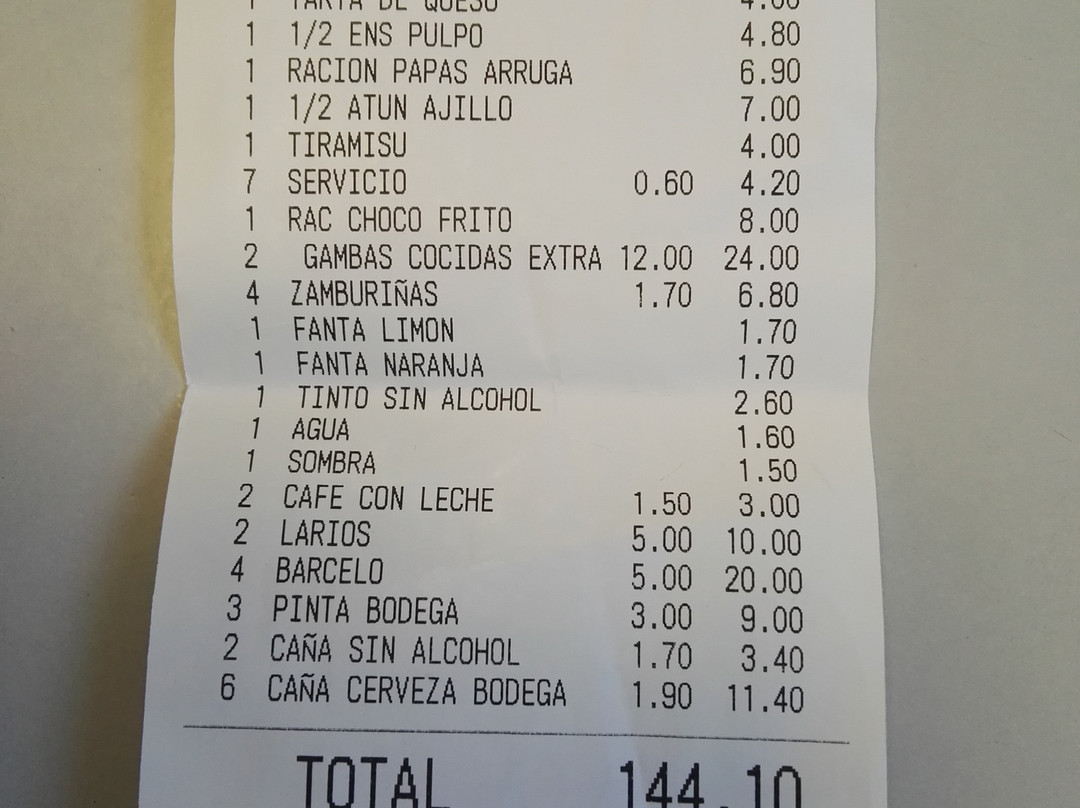 1 TARTA DE QUESO 4.00
1 1/2 ENS PULPO 4.80
1 RACION PAPAS ARRUGA 6.90
1 1/2 ATUN AJILLO 7.00
1 TIRAMISU 4.00
7 SERVICIO 0.60 4.20
1 RAC CHOCO FRITO 8.00
2 GAMBAS COCIDAS EXTRA 12.00 24.00
4 ZAMBURIÑAS 1.70 6.80
1 FANTA LIMON 1.70
1 FANTA NARANJA 1.70
1 TINTO SIN ALCOHOL 2.60
1 AGUA 1.60
1 SOMBRA 1.50
2 CAFE CON LECHE 1.50 3.00
2 LARIOS 5.00 10.00
4 BARCELO 5.00 20.00
3 PINTA BODEGA 3.00 9.00
2 CAÑA SIN ALCOHOL 1.70 3.40
6 CAÑA CERVEZA BODEGA 1.90 11.40
TOTAL 144.10